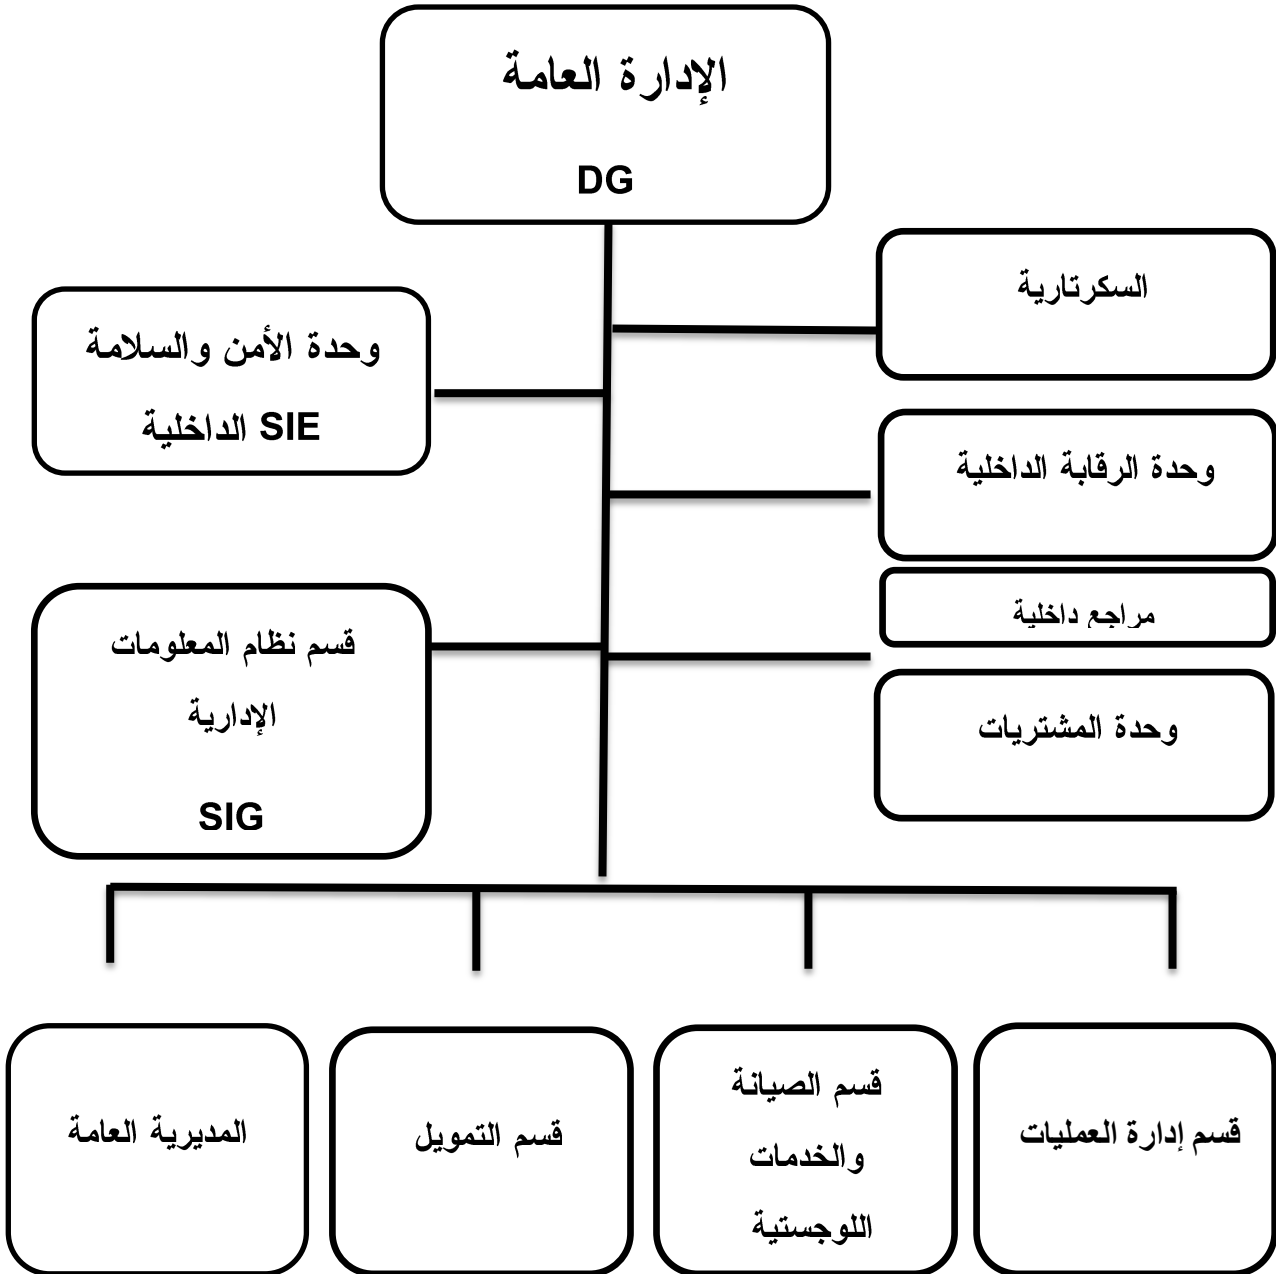 الإدارة العامة
DG
السكرتارية
وحدة الأمن والسلامة
الداخلية SIE
وحدة الرقابة الداخلية
مراجع داخلية
قسم نظام المعلومات
الإدارية
SIG
وحدة المشتريات
قسم إدارة العمليات
قسم الصيانة
والخدمات
اللوجستية
قسم التمويل
المديرية العامة